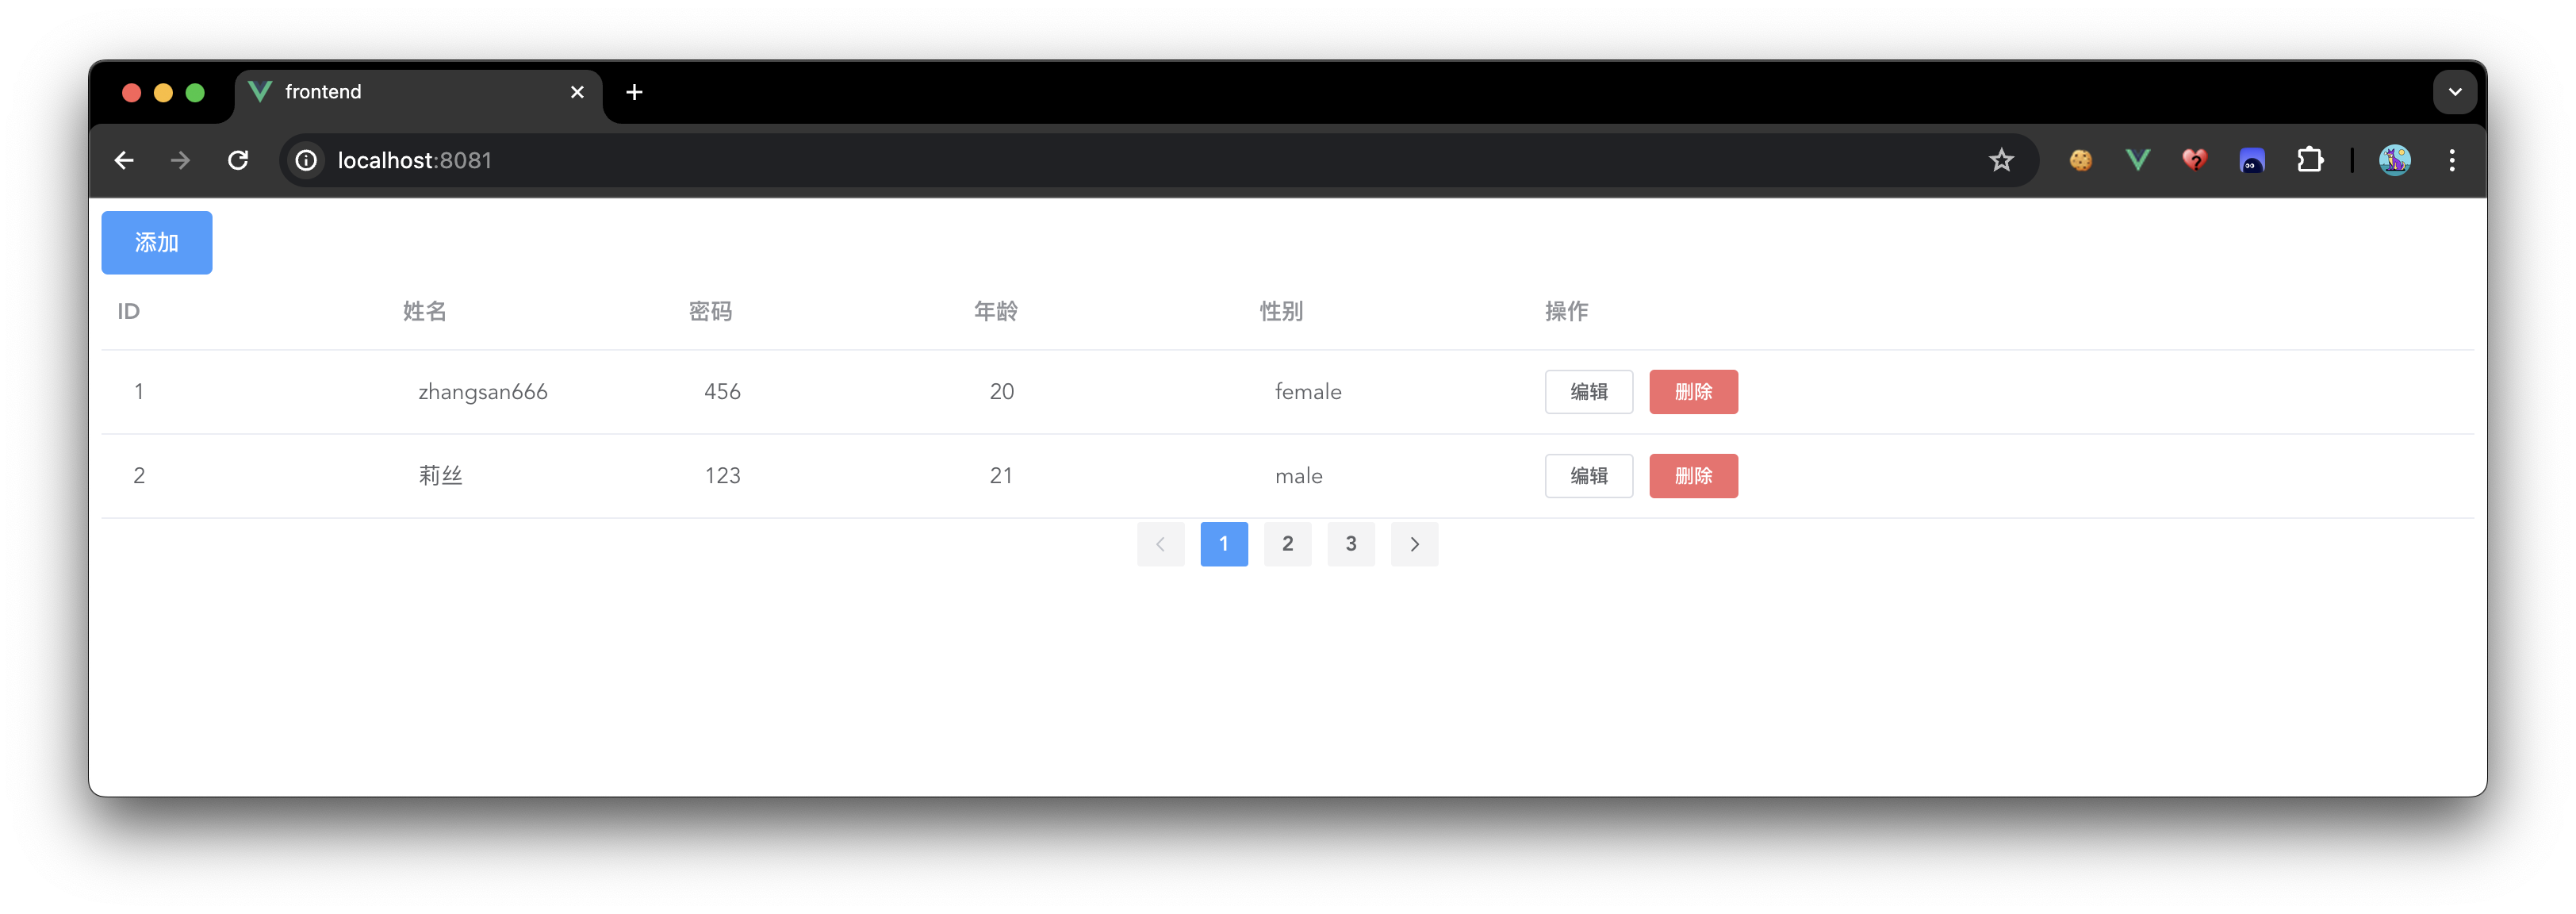 frontend
localhost:8081
添加
ID 姓名 密码 年龄 性别 操作
1 zhangsan666 456 20 female 编辑 删除
2 莉丝 123 21 male 编辑 删除
1 2 3